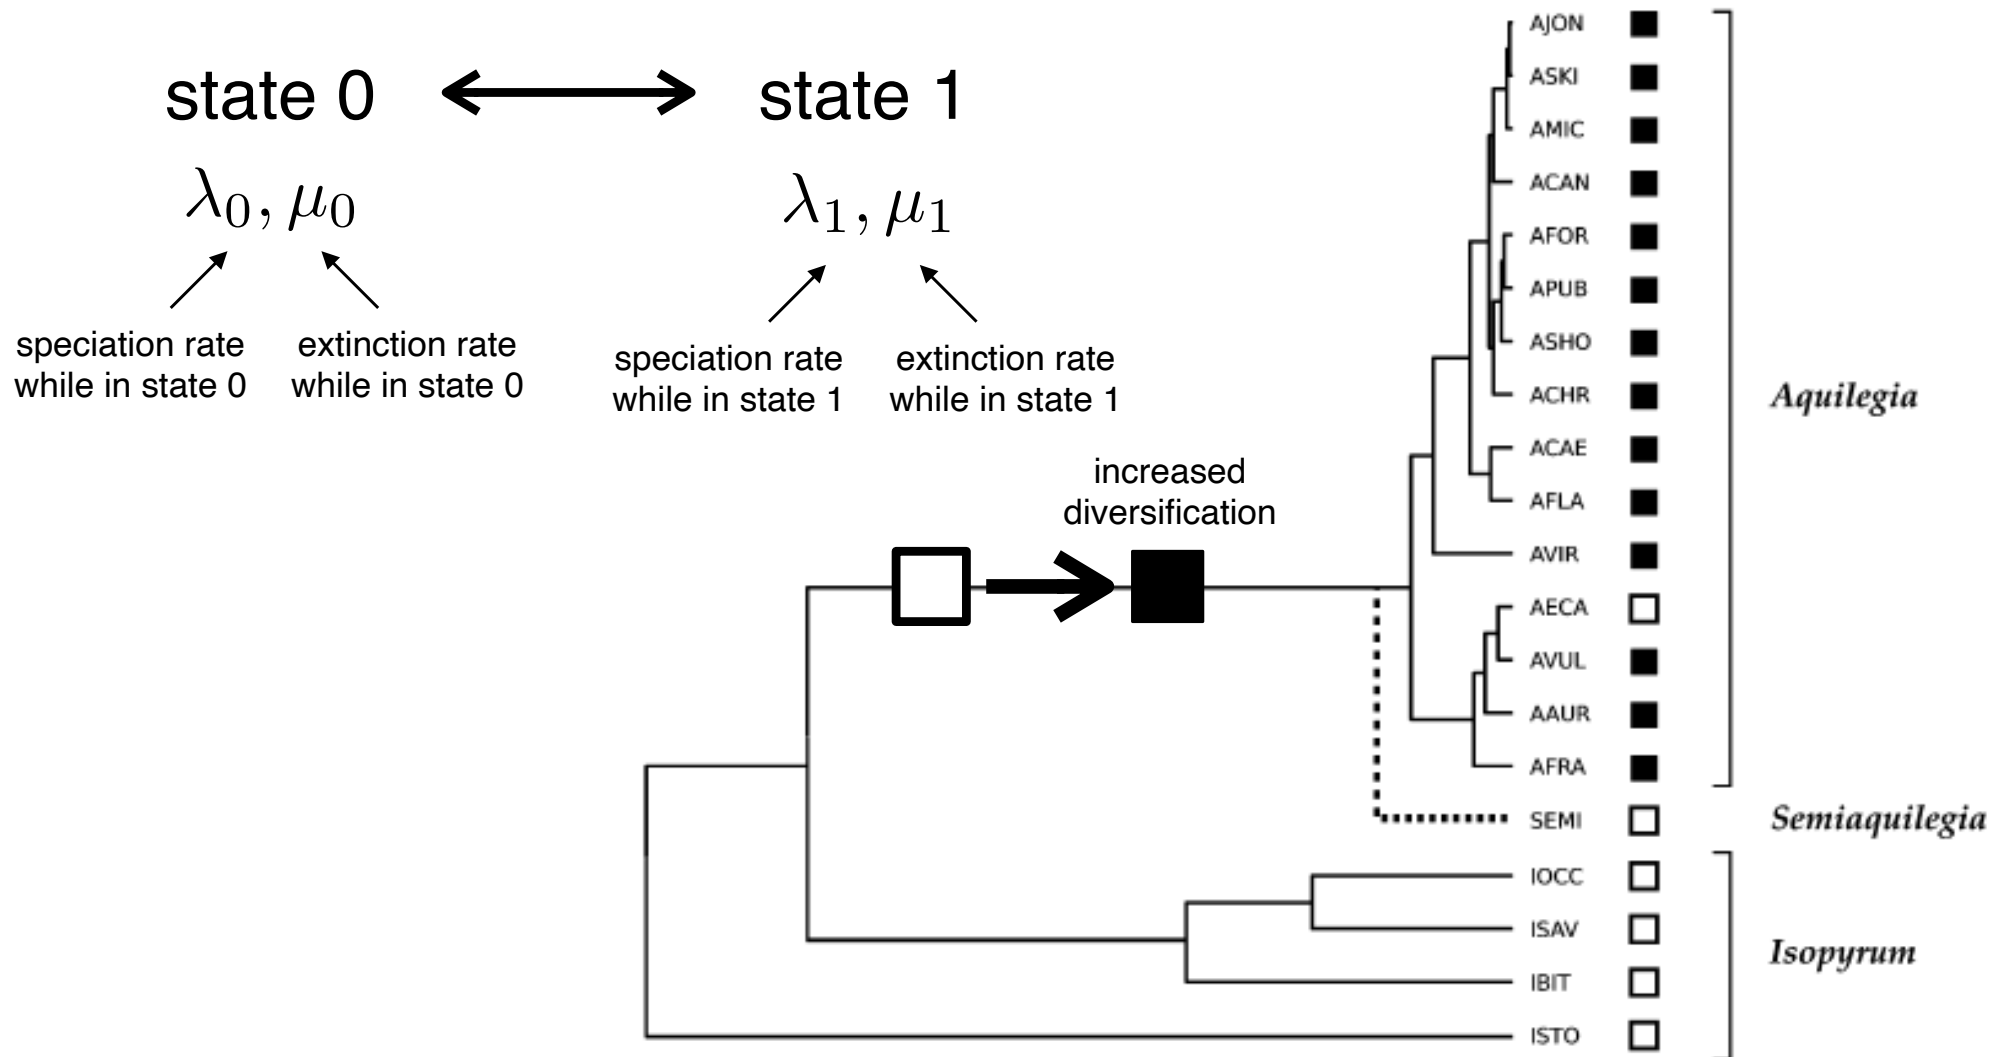 state 0
state 1
λ₀, μ₀
λ₁, μ₁
speciation rate
while in state 0
extinction rate
while in state 0
speciation rate
while in state 1
extinction rate
while in state 1
increased
diversification
AJON
ASKI
AMIC
ACAN
AFOR
APUB
ASHO
ACHR
ACAE
AFLA
AVIR
AECA
AVUL
AAUR
AFRA
SEMI
IOCC
ISAV
IBIT
ISTO
Aquilegia
Semiaquilegia
Isopyrum